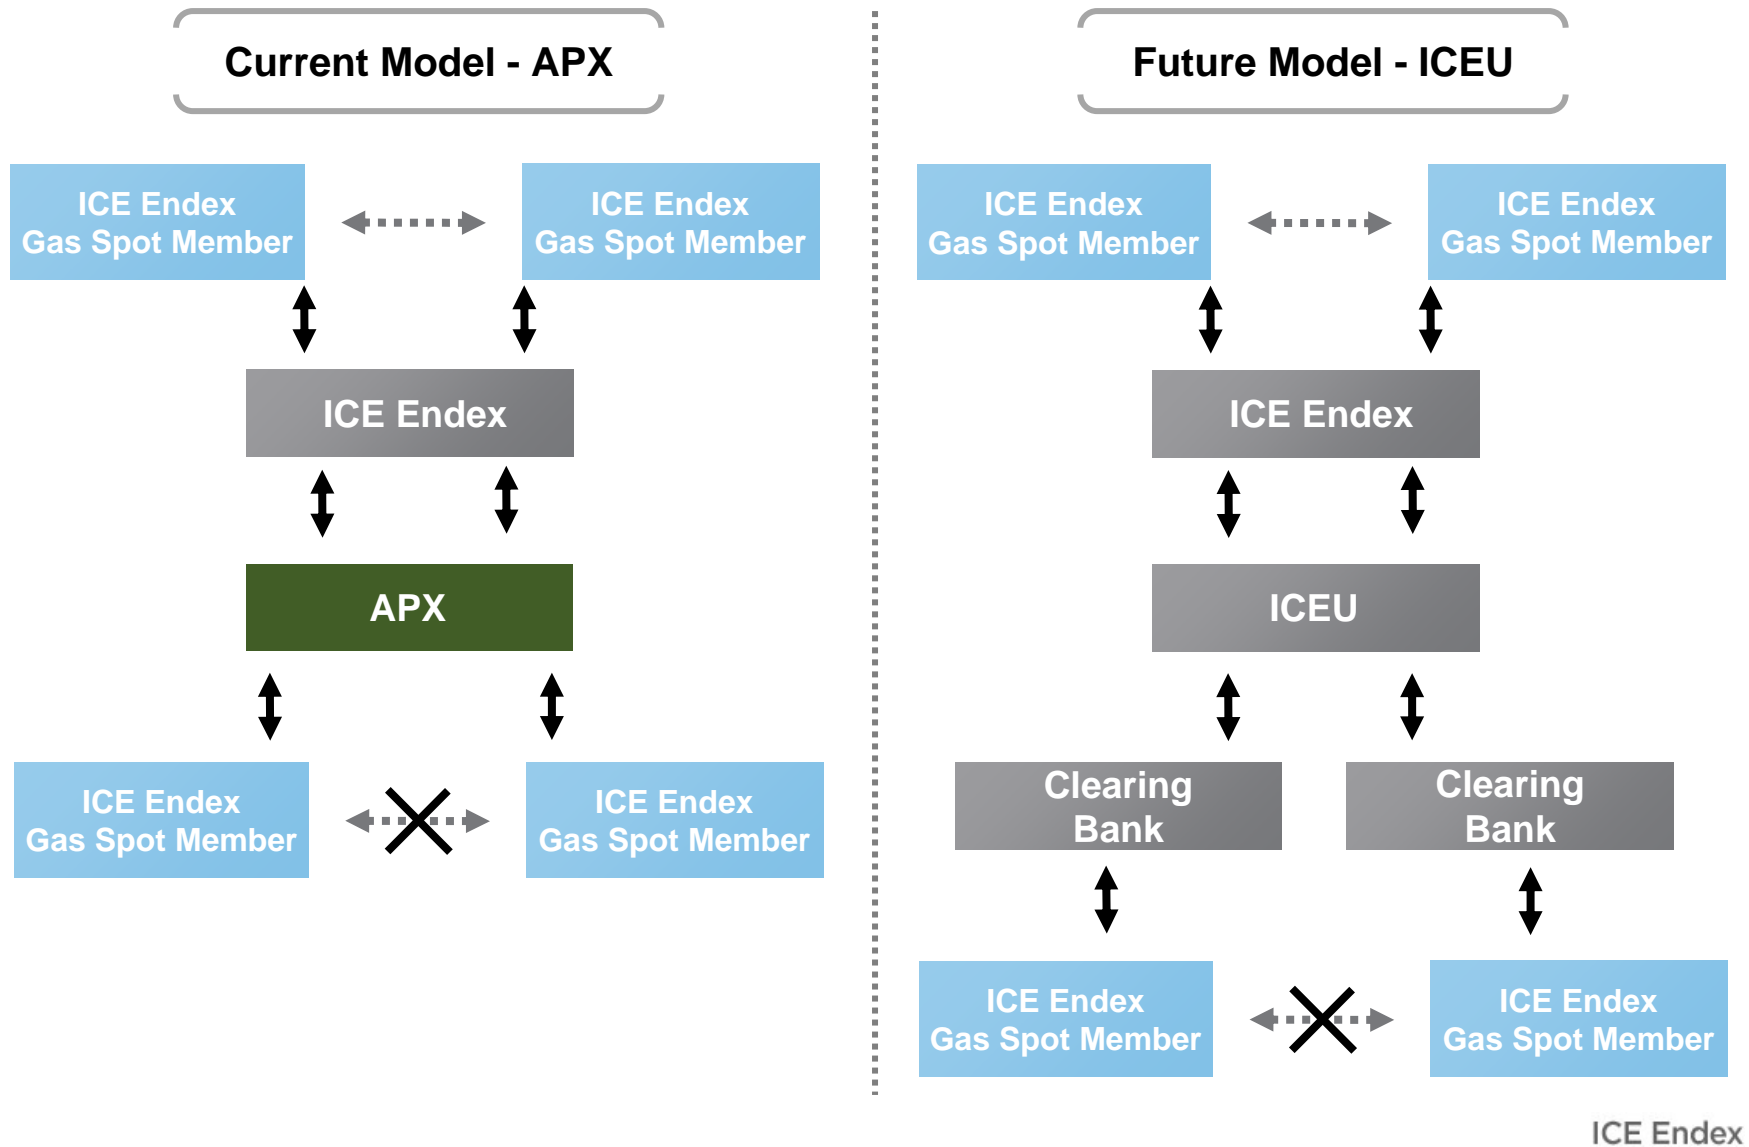 Current Model - APX
ICE Endex
Gas Spot Member
ICE Endex
Gas Spot Member
ICE Endex
APX
ICE Endex
Gas Spot Member
ICE Endex
Gas Spot Member
Future Model - ICEU
ICE Endex
Gas Spot Member
ICE Endex
Gas Spot Member
ICE Endex
ICEU
Clearing
Bank
Clearing
Bank
ICE Endex
Gas Spot Member
ICE Endex
Gas Spot Member
ICE Endex